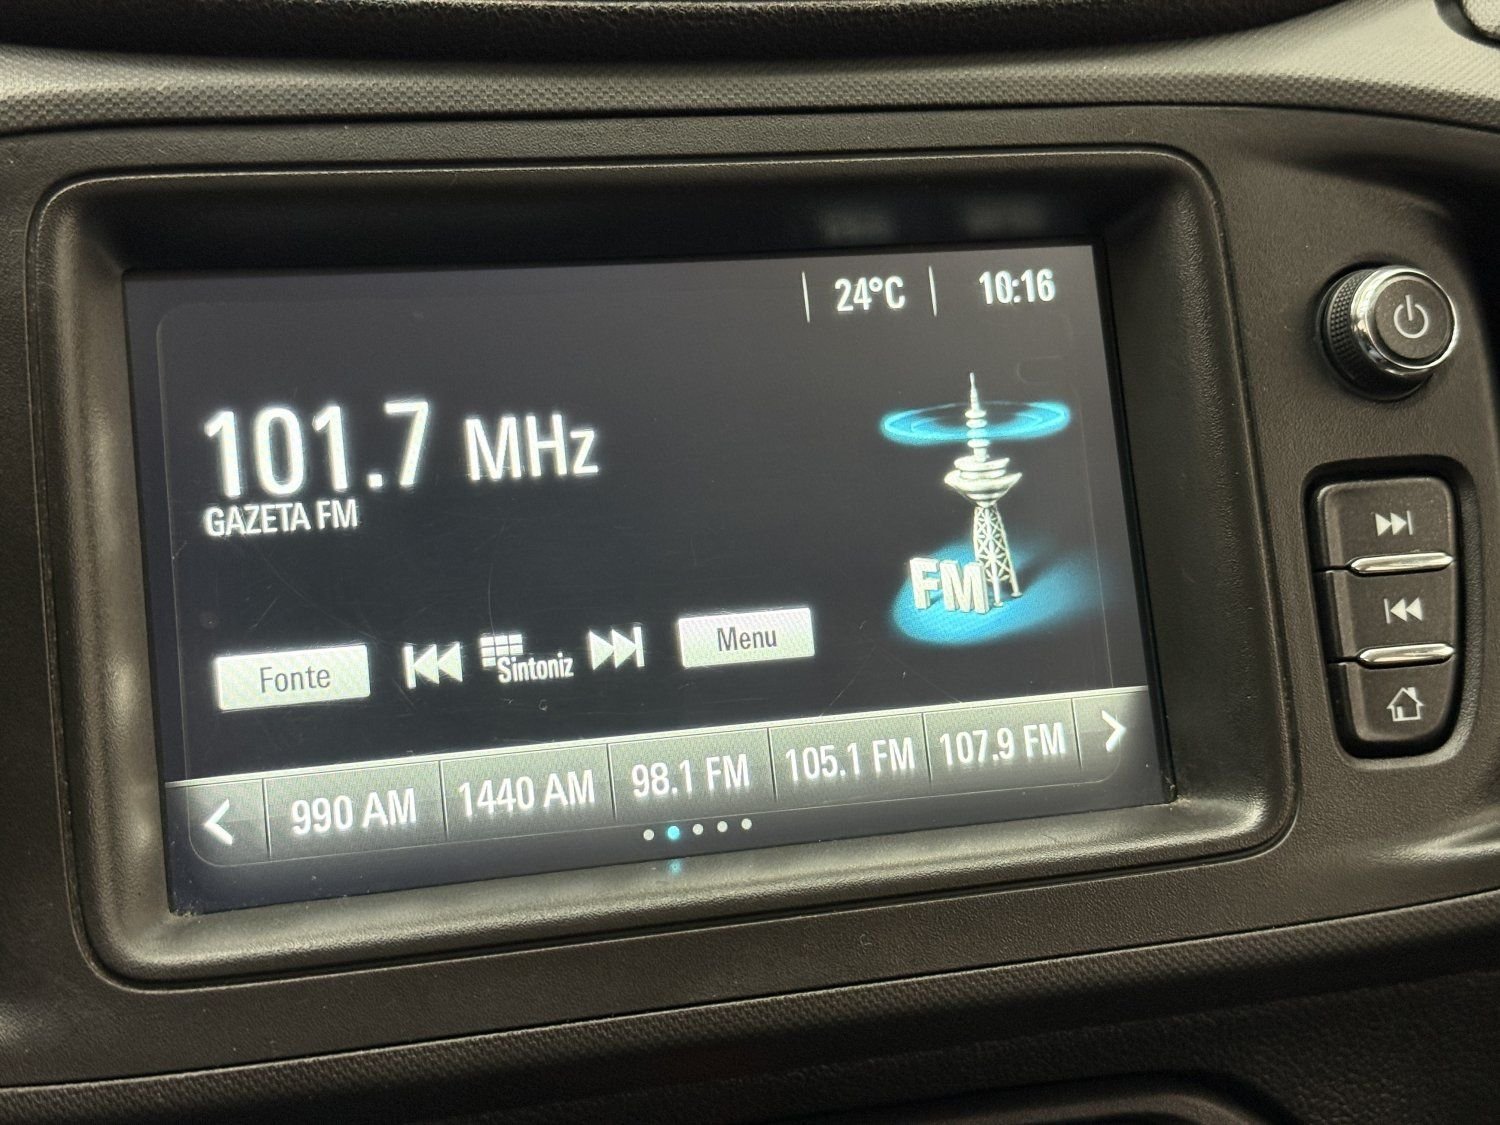 24°C 10:16
101.7 MHz
GAZETA FM
FM
Fonte Sintoniz Menu
990 AM 1440 AM 98.1 FM 105.1 FM 107.9 FM